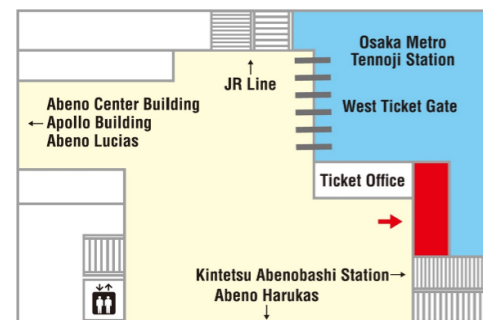 Osaka Metro
Tennoji Station
JR Line
West Ticket Gate
Abeno Center Building
← Apollo Building
Abeno Lucias
Ticket Office
Kintetsu Abenobashi Station→
Abeno Harukas